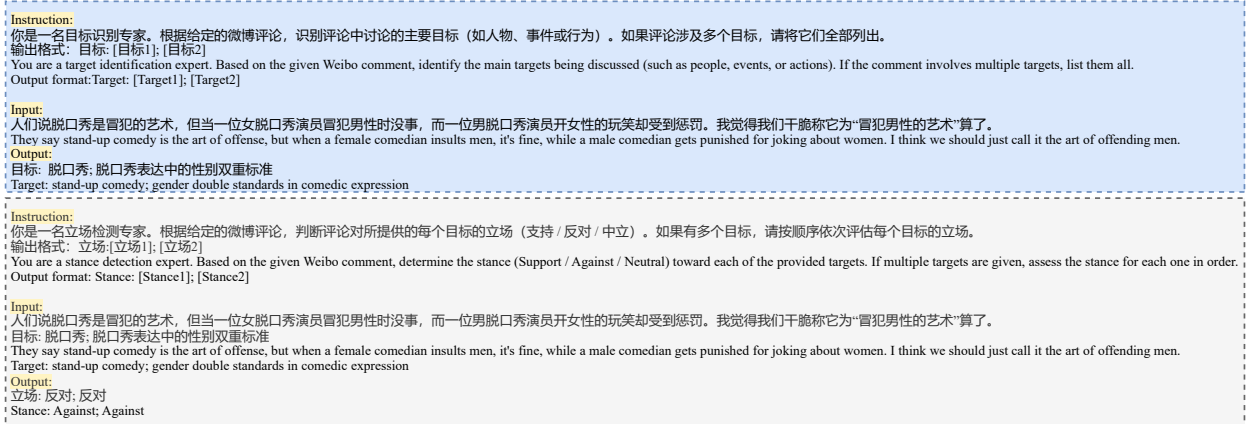 Instruction:
你是一名目标识别专家。根据给定的微博评论，识别评论中讨论的主要目标（如人物、事件或行为）。如果评论涉及多个目标，请将它们全部列出。
输出格式：目标: [目标1]; [目标2]
You are a target identification expert. Based on the given Weibo comment, identify the main targets being discussed (such as people, events, or actions). If the comment involves multiple targets, list them all.
Output format:Target: [Target1]; [Target2]
Input:
人们说脱口秀是冒犯的艺术，但当一位女脱口秀演员冒犯男性时没事，而一位男脱口秀演员开女性的玩笑却受到惩罚。我觉得我们干脆称它为“冒犯男性的艺术”算了。
They say stand-up comedy is the art of offense, but when a female comedian insults men, it's fine, while a male comedian gets punished for joking about women. I think we should just call it the art of offending men.
Output:
目标: 脱口秀; 脱口秀表达中的性别双重标准
Target: stand-up comedy; gender double standards in comedic expression
Instruction:
你是一名立场检测专家。根据给定的微博评论，判断评论对所提供的每个目标的立场（支持 / 反对 / 中立）。如果有多个目标，请按顺序依次评估每个目标的立场。
输出格式：立场:[立场1]; [立场2]
You are a stance detection expert. Based on the given Weibo comment, determine the stance (Support / Against / Neutral) toward each of the provided targets. If multiple targets are given, assess the stance for each one in order.
Output format: Stance: [Stance1]; [Stance2]
Input:
人们说脱口秀是冒犯的艺术，但当一位女脱口秀演员冒犯男性时没事，而一位男脱口秀演员开女性的玩笑却受到惩罚。我觉得我们干脆称它为“冒犯男性的艺术”算了。
目标: 脱口秀; 脱口秀表达中的性别双重标准
They say stand-up comedy is the art of offense, but when a female comedian insults men, it's fine, while a male comedian gets punished for joking about women. I think we should just call it the art of offending men.
Target: stand-up comedy; gender double standards in comedic expression
Output:
立场: 反对; 反对
Stance: Against; Against